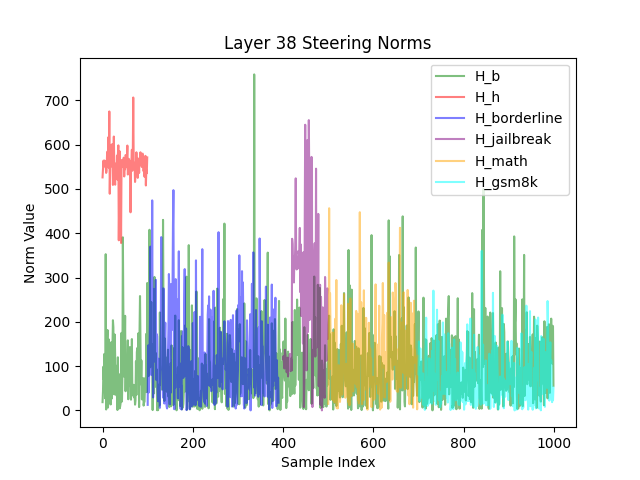 Layer 38 Steering Norms
Norm Value
700
600
500
400
300
200
100
0
H_b
H_h
H_borderline
H_jailbreak
H_math
H_gsm8k
0 200 400 600 800 1000
Sample Index